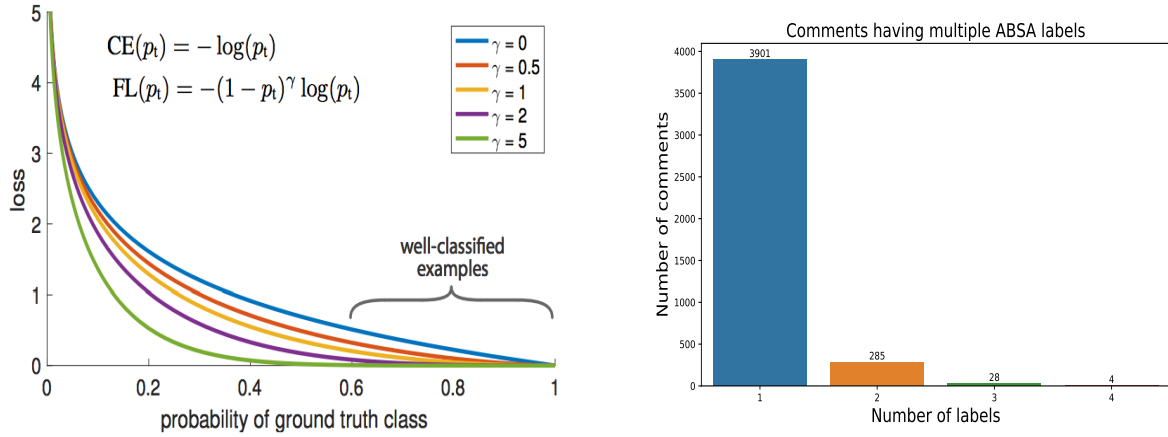 5
4
3
2
1
0
loss
CE(pt) = − log(pt)
FL(pt) = −(1 − pt)^γ log(pt)
γ = 0
γ = 0.5
γ = 1
γ = 2
γ = 5
well-classified
examples
0 0.2 0.4 0.6 0.8 1
probability of ground truth class
Comments having multiple ABSA labels
Number of comments
4000
3500
3000
2500
2000
1500
1000
500
0
3901
285
28
4
1 2 3 4
Number of labels